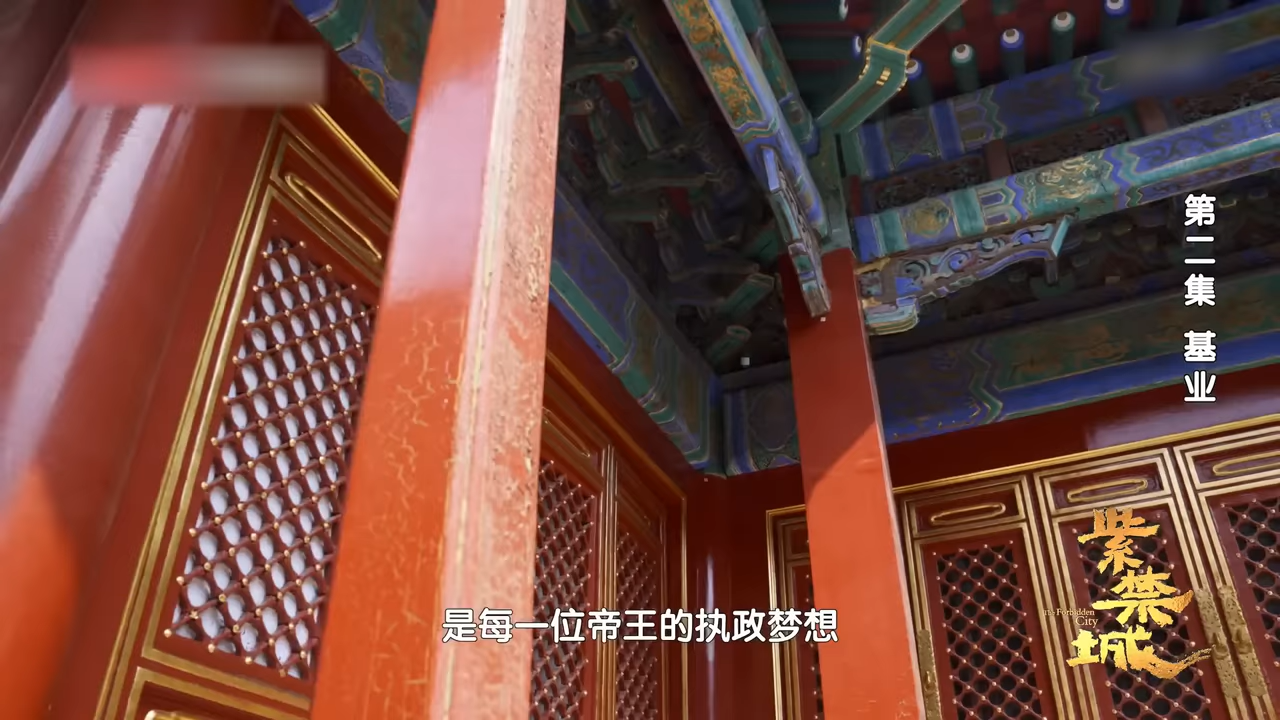 第二集 基业
紫禁城
The Forbidden
City
是每一位帝王的执政梦想